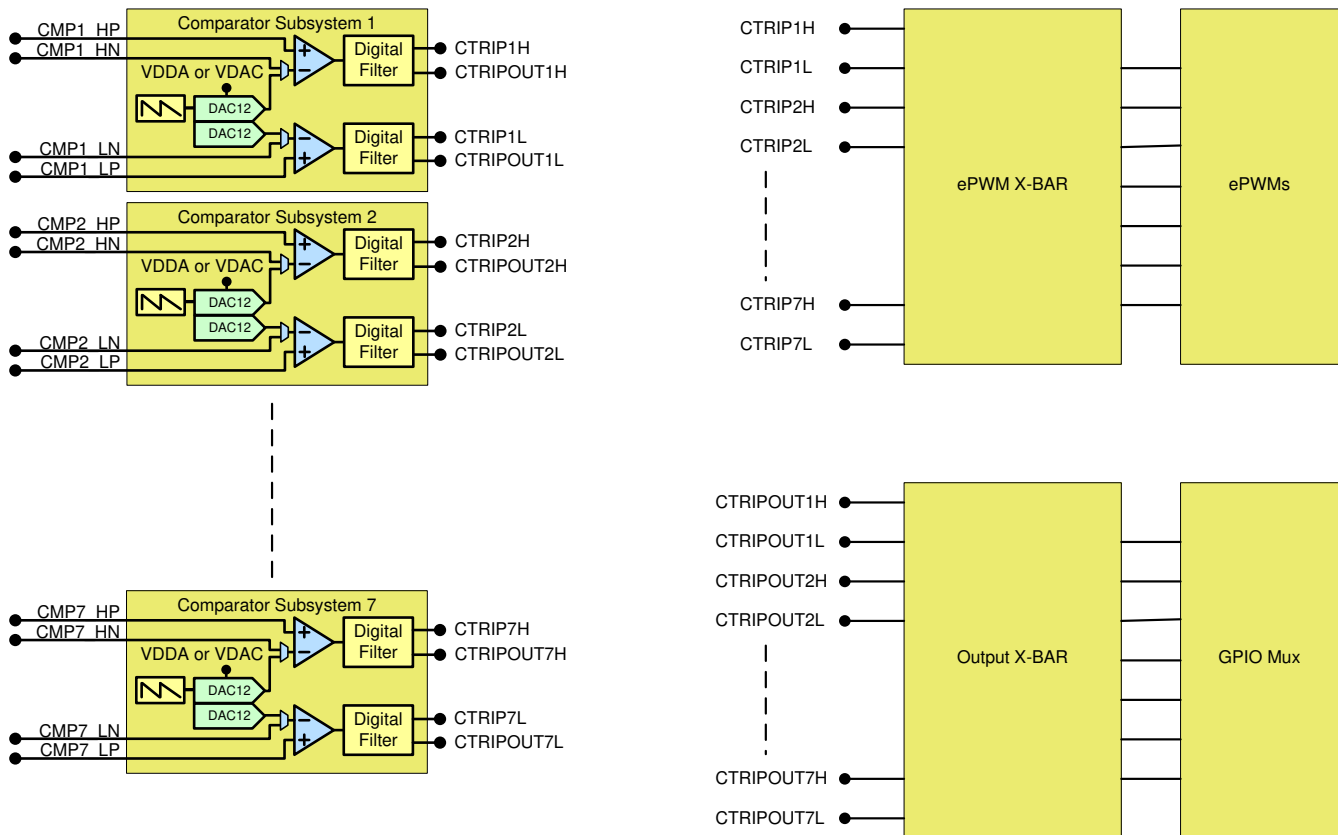 Comparator Subsystem 1
CMP1_HP
CMP1_HN
VDDA or VDAC
DAC12
DAC12
CMP1_LN
CMP1_LP
Digital
Filter
Digital
Filter
CTRIP1H
CTRIPOUT1H
CTRIP1L
CTRIPOUT1L
Comparator Subsystem 2
CMP2_HP
CMP2_HN
VDDA or VDAC
DAC12
DAC12
CMP2_LN
CMP2_LP
Digital
Filter
Digital
Filter
CTRIP2H
CTRIPOUT2H
CTRIP2L
CTRIPOUT2L
Comparator Subsystem 7
CMP7_HP
CMP7_HN
VDDA or VDAC
DAC12
DAC12
CMP7_LN
CMP7_LP
Digital
Filter
Digital
Filter
CTRIP7H
CTRIPOUT7H
CTRIP7L
CTRIPOUT7L
CTRIP1H
CTRIP1L
CTRIP2H
CTRIP2L
CTRIP7H
CTRIP7L
ePWM X-BAR
ePWMs
CTRIPOUT1H
CTRIPOUT1L
CTRIPOUT2H
CTRIPOUT2L
CTRIPOUT7H
CTRIPOUT7L
Output X-BAR
GPIO Mux